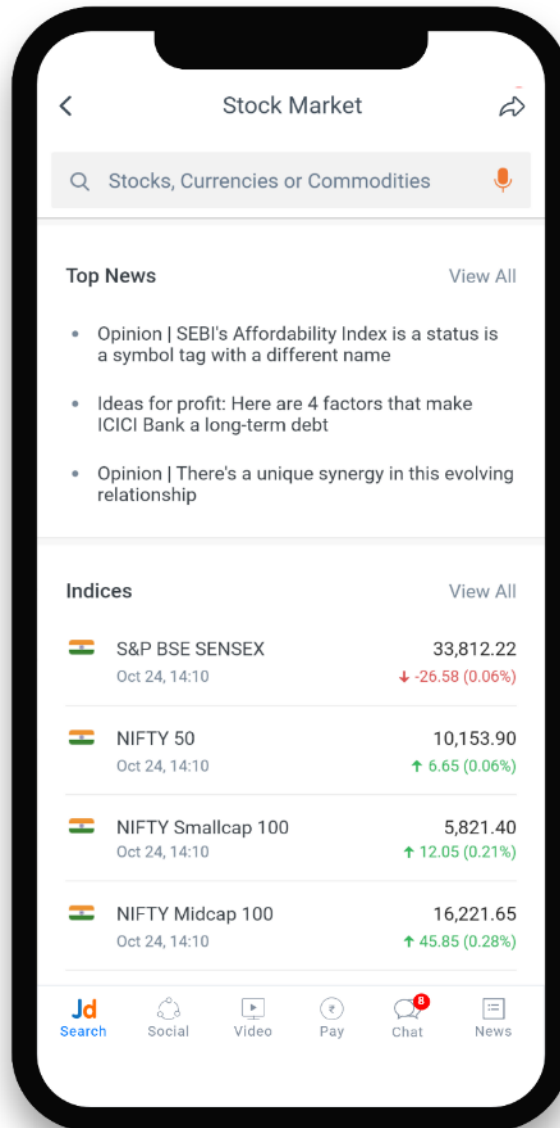 Stock Market
Stocks, Currencies or Commodities
Top News
View All
Opinion | SEBI's Affordability Index is a status is
a symbol tag with a different name
Ideas for profit: Here are 4 factors that make
ICICI Bank a long-term debt
Opinion | There's a unique synergy in this evolving
relationship
Indices
View All
S&P BSE SENSEX
33,812.22
Oct 24, 14:10
-26.58 (0.06%)
NIFTY 50
10,153.90
Oct 24, 14:10
6.65 (0.06%)
NIFTY Smallcap 100
5,821.40
Oct 24, 14:10
12.05 (0.21%)
NIFTY Midcap 100
16,221.65
Oct 24, 14:10
45.85 (0.28%)
Jd
₹
8
Search
Social
Video
Pay
Chat
News